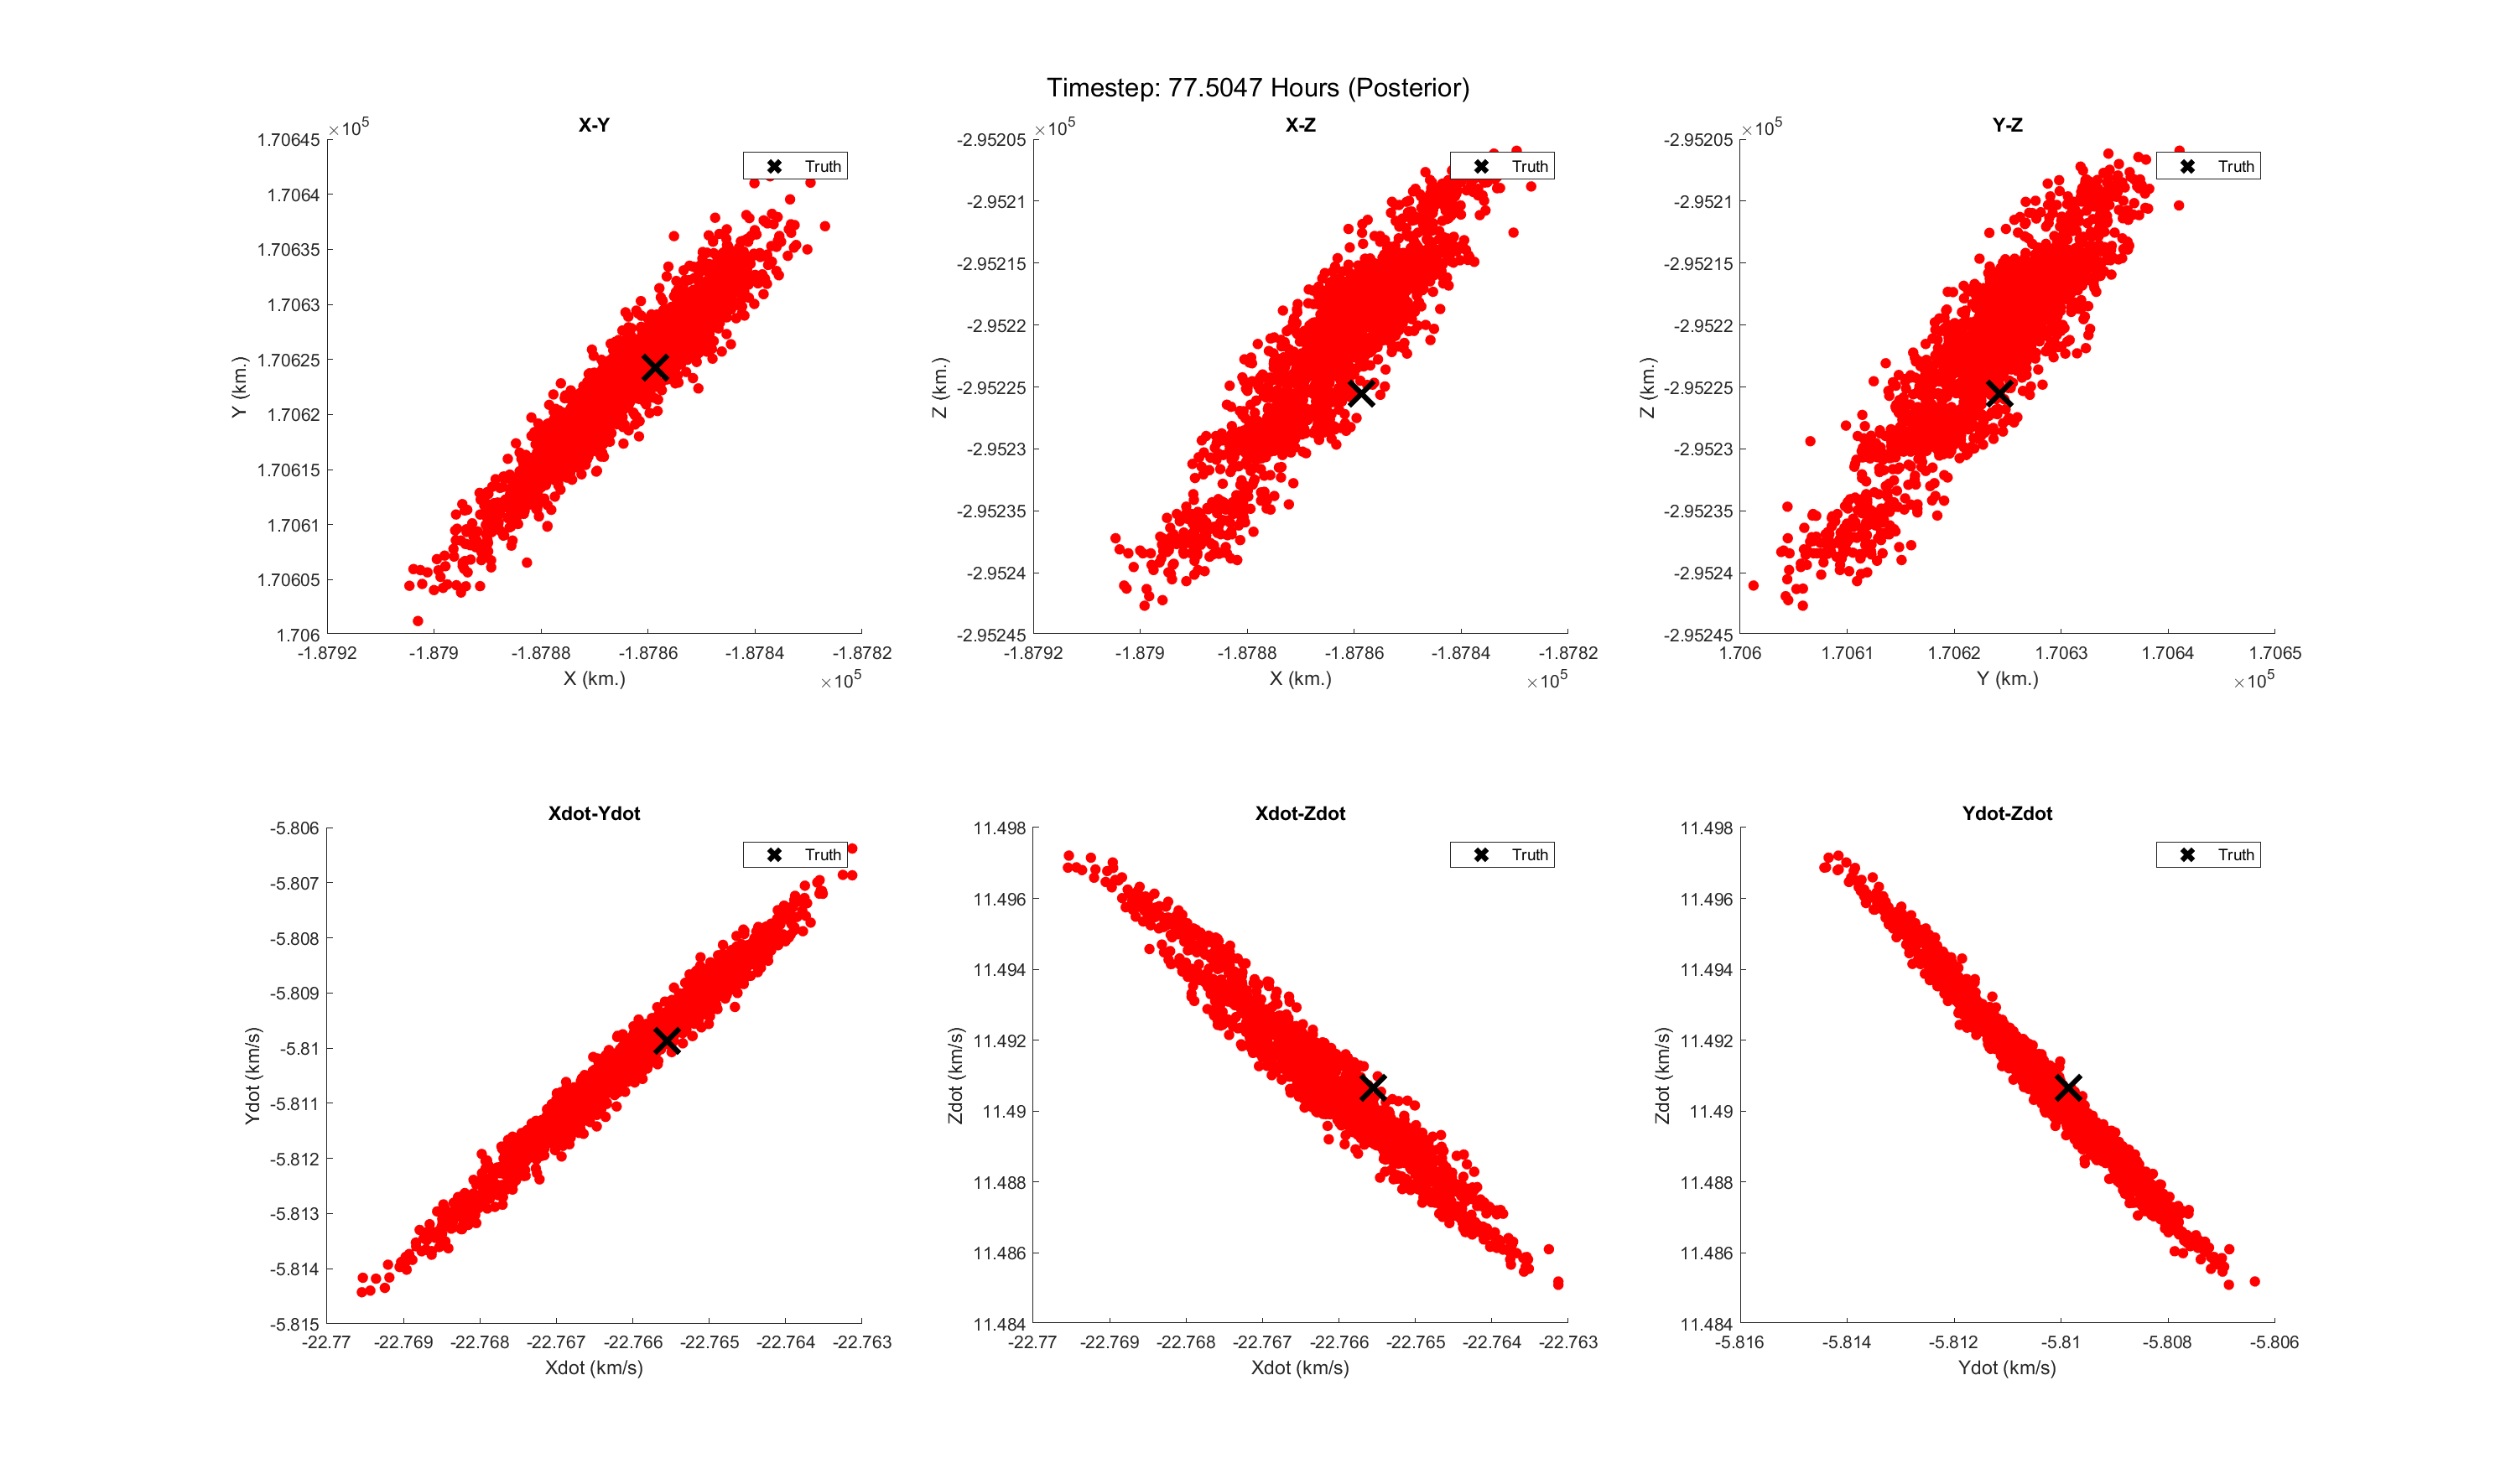 Timestep: 77.5047 Hours (Posterior)
X-Y
×10^5
1.70645
1.7064
1.70635
1.7063
1.70625
1.7062
1.70615
1.7061
1.70605
1.706
Y (km.)
Truth
-1.8792 -1.879 -1.8788 -1.8786 -1.8784 -1.8782
X (km.)
×10^5
X-Z
×10^5
-2.95205
-2.9521
-2.95215
-2.9522
-2.95225
-2.9523
-2.95235
-2.9524
-2.95245
Z (km.)
Truth
-1.8792 -1.879 -1.8788 -1.8786 -1.8784 -1.8782
X (km.)
×10^5
Y-Z
×10^5
-2.95205
-2.9521
-2.95215
-2.9522
-2.95225
-2.9523
-2.95235
-2.9524
-2.95245
Z (km.)
Truth
1.706 1.7061 1.7062 1.7063 1.7064 1.7065
Y (km.)
×10^5
Xdot-Ydot
-5.806
-5.807
-5.808
-5.809
-5.81
-5.811
-5.812
-5.813
-5.814
-5.815
Ydot (km/s)
Truth
-22.77 -22.769 -22.768 -22.767 -22.766 -22.765 -22.764 -22.763
Xdot (km/s)
Xdot-Zdot
11.498
11.496
11.494
11.492
11.49
11.488
11.486
11.484
Zdot (km/s)
Truth
-22.77 -22.769 -22.768 -22.767 -22.766 -22.765 -22.764 -22.763
Xdot (km/s)
Ydot-Zdot
11.498
11.496
11.494
11.492
11.49
11.488
11.486
11.484
Zdot (km/s)
Truth
-5.816 -5.814 -5.812 -5.81 -5.808 -5.806
Ydot (km/s)